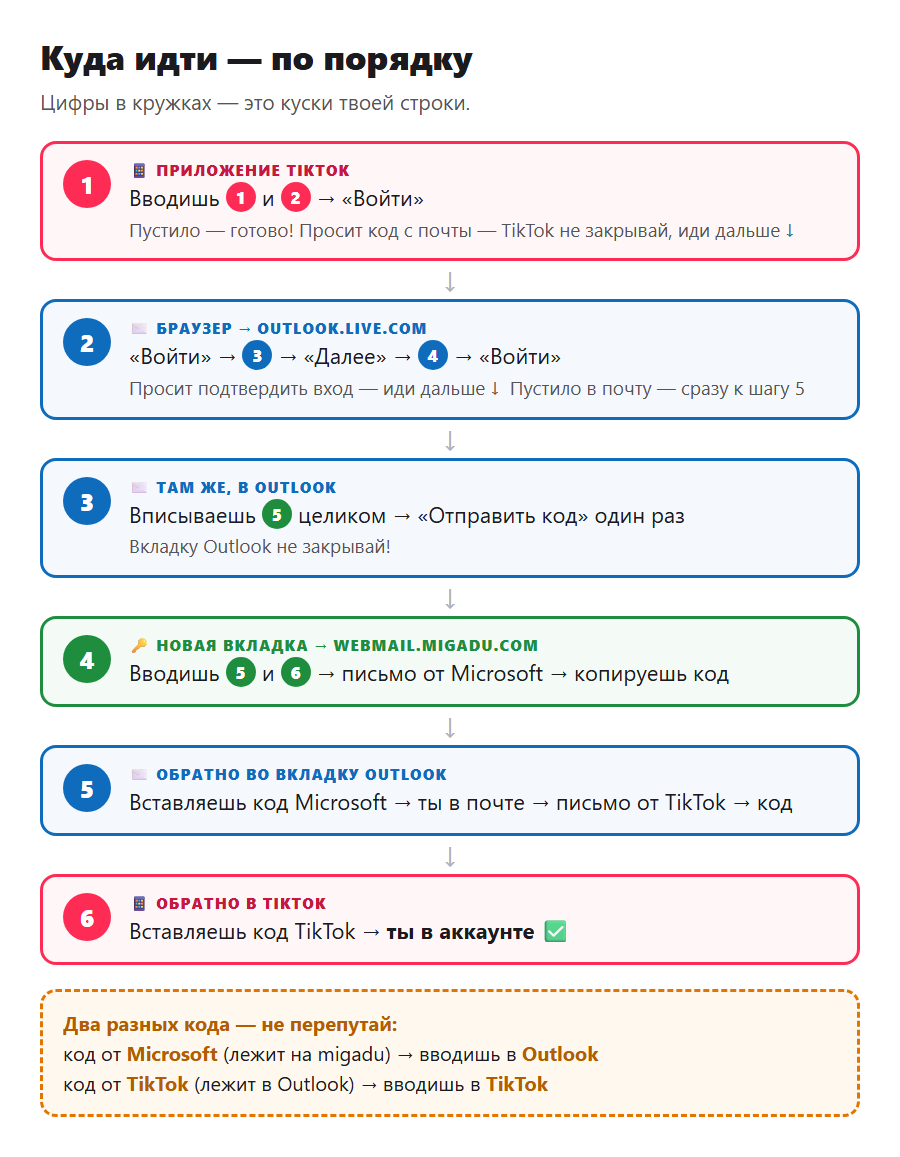 Куда идти — по порядку
Цифры в кружках — это куски твоей строки.
1
📱 ПРИЛОЖЕНИЕ TIKTOK
Вводишь 1 и 2 → «Войти»
Пустило — готово! Просит код с почты — TikTok не закрывай, иди дальше ↓
↓
2
✉️ БРАУЗЕР → OUTLOOK.LIVE.COM
«Войти» → 3 → «Далее» → 4 → «Войти»
Просит подтвердить вход — иди дальше ↓ Пустило в почту — сразу к шагу 5
↓
3
✉️ ТАМ ЖЕ, В OUTLOOK
Вписываешь 5 целиком → «Отправить код» один раз
Вкладку Outlook не закрывай!
↓
4
🔑 НОВАЯ ВКЛАДКА → WEBMAIL.MIGADU.COM
Вводишь 5 и 6 → письмо от Microsoft → копируешь код
↓
5
✉️ ОБРАТНО ВО ВКЛАДКУ OUTLOOK
Вставляешь код Microsoft → ты в почте → письмо от TikTok → код
↓
6
📱 ОБРАТНО В TIKTOK
Вставляешь код TikTok → ты в аккаунте ✅
Два разных кода — не перепутай:
код от Microsoft (лежит на migadu) → вводишь в Outlook
код от TikTok (лежит в Outlook) → вводишь в TikTok